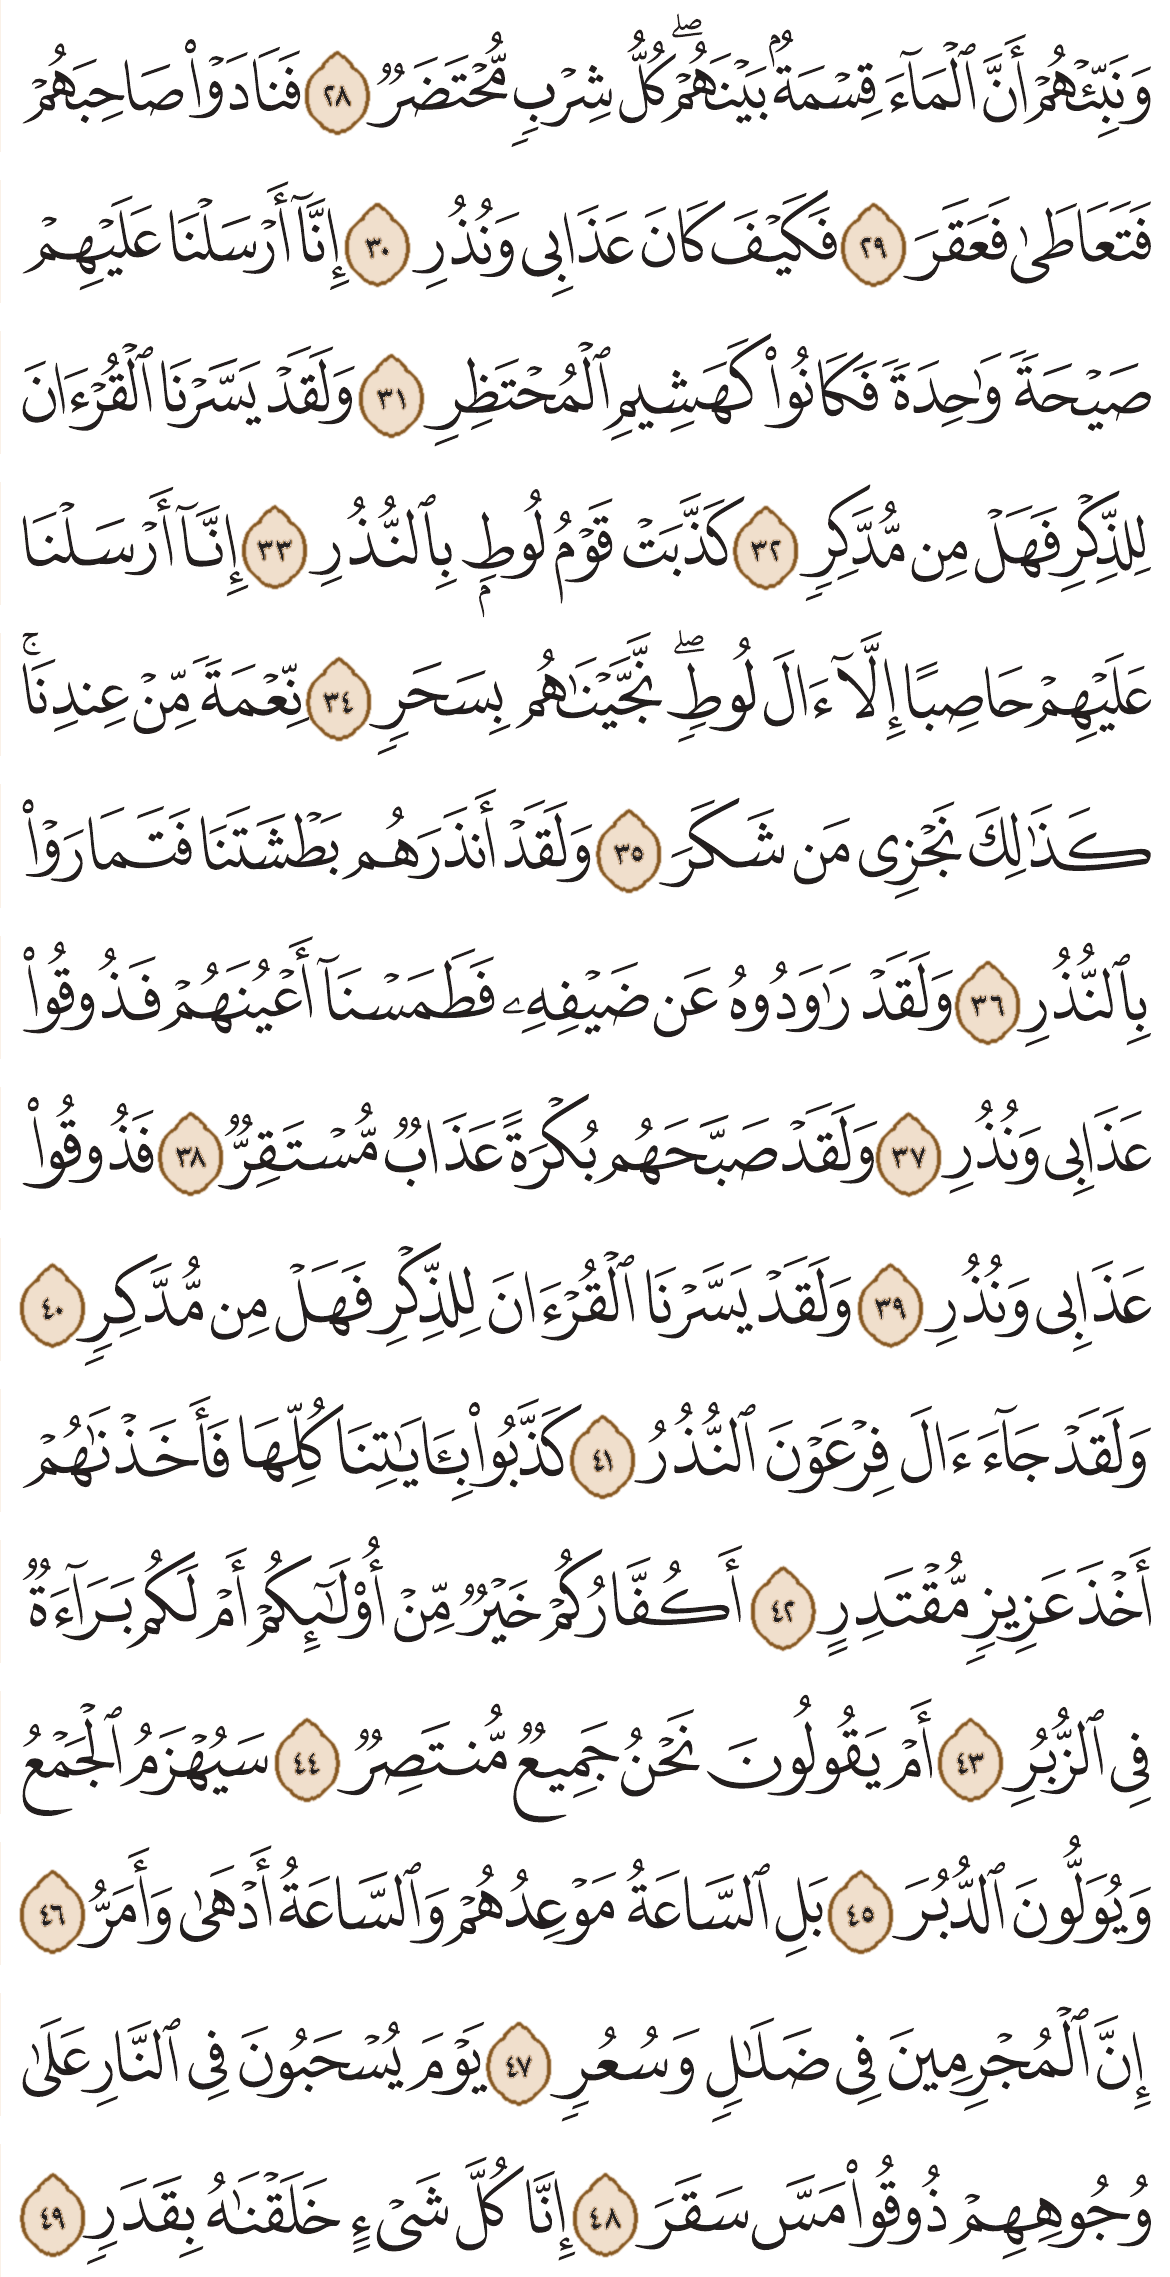 وَنَبِّئْهُمْ أَنَّ ٱلْمَآءَ قِسْمَةٌۢ بَيْنَهُمْ ۖ كُلُّ شِرْبٍ مُّحْتَضَرٌ ٢٨ فَنَادَوْا۟ صَاحِبَهُمْ
فَتَعَاطَىٰ فَعَقَرَ ٢٩ فَكَيْفَ كَانَ عَذَابِى وَنُذُرِ ٣٠ إِنَّآ أَرْسَلْنَا عَلَيْهِمْ
صَيْحَةً وَٰحِدَةً فَكَانُوا۟ كَهَشِيمِ ٱلْمُحْتَظِرِ ٣١ وَلَقَدْ يَسَّرْنَا ٱلْقُرْءَانَ
لِلذِّكْرِ فَهَلْ مِن مُّدَّكِرٍ ٣٢ كَذَّبَتْ قَوْمُ لُوطٍۭ بِٱلنُّذُرِ ٣٣ إِنَّآ أَرْسَلْنَا
عَلَيْهِمْ حَاصِبًا إِلَّآ ءَالَ لُوطٍ ۖ نَّجَّيْنَٰهُم بِسَحَرٍ ٣٤ نِّعْمَةً مِّنْ عِندِنَا ۚ
كَذَٰلِكَ نَجْزِى مَن شَكَرَ ٣٥ وَلَقَدْ أَنذَرَهُم بَطْشَتَنَا فَتَمَارَوْا۟
بِٱلنُّذُرِ ٣٦ وَلَقَدْ رَٰوَدُوهُ عَن ضَيْفِهِۦ فَطَمَسْنَآ أَعْيُنَهُمْ فَذُوقُوا۟
عَذَابِى وَنُذُرِ ٣٧ وَلَقَدْ صَبَّحَهُم بُكْرَةً عَذَابٌ مُّسْتَقِرٌّ ٣٨ فَذُوقُوا۟
عَذَابِى وَنُذُرِ ٣٩ وَلَقَدْ يَسَّرْنَا ٱلْقُرْءَانَ لِلذِّكْرِ فَهَلْ مِن مُّدَّكِرٍ ٤٠
وَلَقَدْ جَآءَ ءَالَ فِرْعَوْنَ ٱلنُّذُرُ ٤١ كَذَّبُوا۟ بِـَٔايَٰتِنَا كُلِّهَا فَأَخَذْنَٰهُمْ
أَخْذَ عَزِيزٍ مُّقْتَدِرٍ ٤٢ أَكُفَّارُكُمْ خَيْرٌ مِّنْ أُو۟لَٰٓئِكُمْ أَمْ لَكُم بَرَآءَةٌ
فِى ٱلزُّبُرِ ٤٣ أَمْ يَقُولُونَ نَحْنُ جَمِيعٌ مُّنتَصِرٌ ٤٤ سَيُهْزَمُ ٱلْجَمْعُ
وَيُوَلُّونَ ٱلدُّبُرَ ٤٥ بَلِ ٱلسَّاعَةُ مَوْعِدُهُمْ وَٱلسَّاعَةُ أَدْهَىٰ وَأَمَرُّ ٤٦
إِنَّ ٱلْمُجْرِمِينَ فِى ضَلَٰلٍ وَسُعُرٍ ٤٧ يَوْمَ يُسْحَبُونَ فِى ٱلنَّارِ عَلَىٰ
وُجُوهِهِمْ ذُوقُوا۟ مَسَّ سَقَرَ ٤٨ إِنَّا كُلَّ شَىْءٍ خَلَقْنَٰهُ بِقَدَرٍ ٤٩